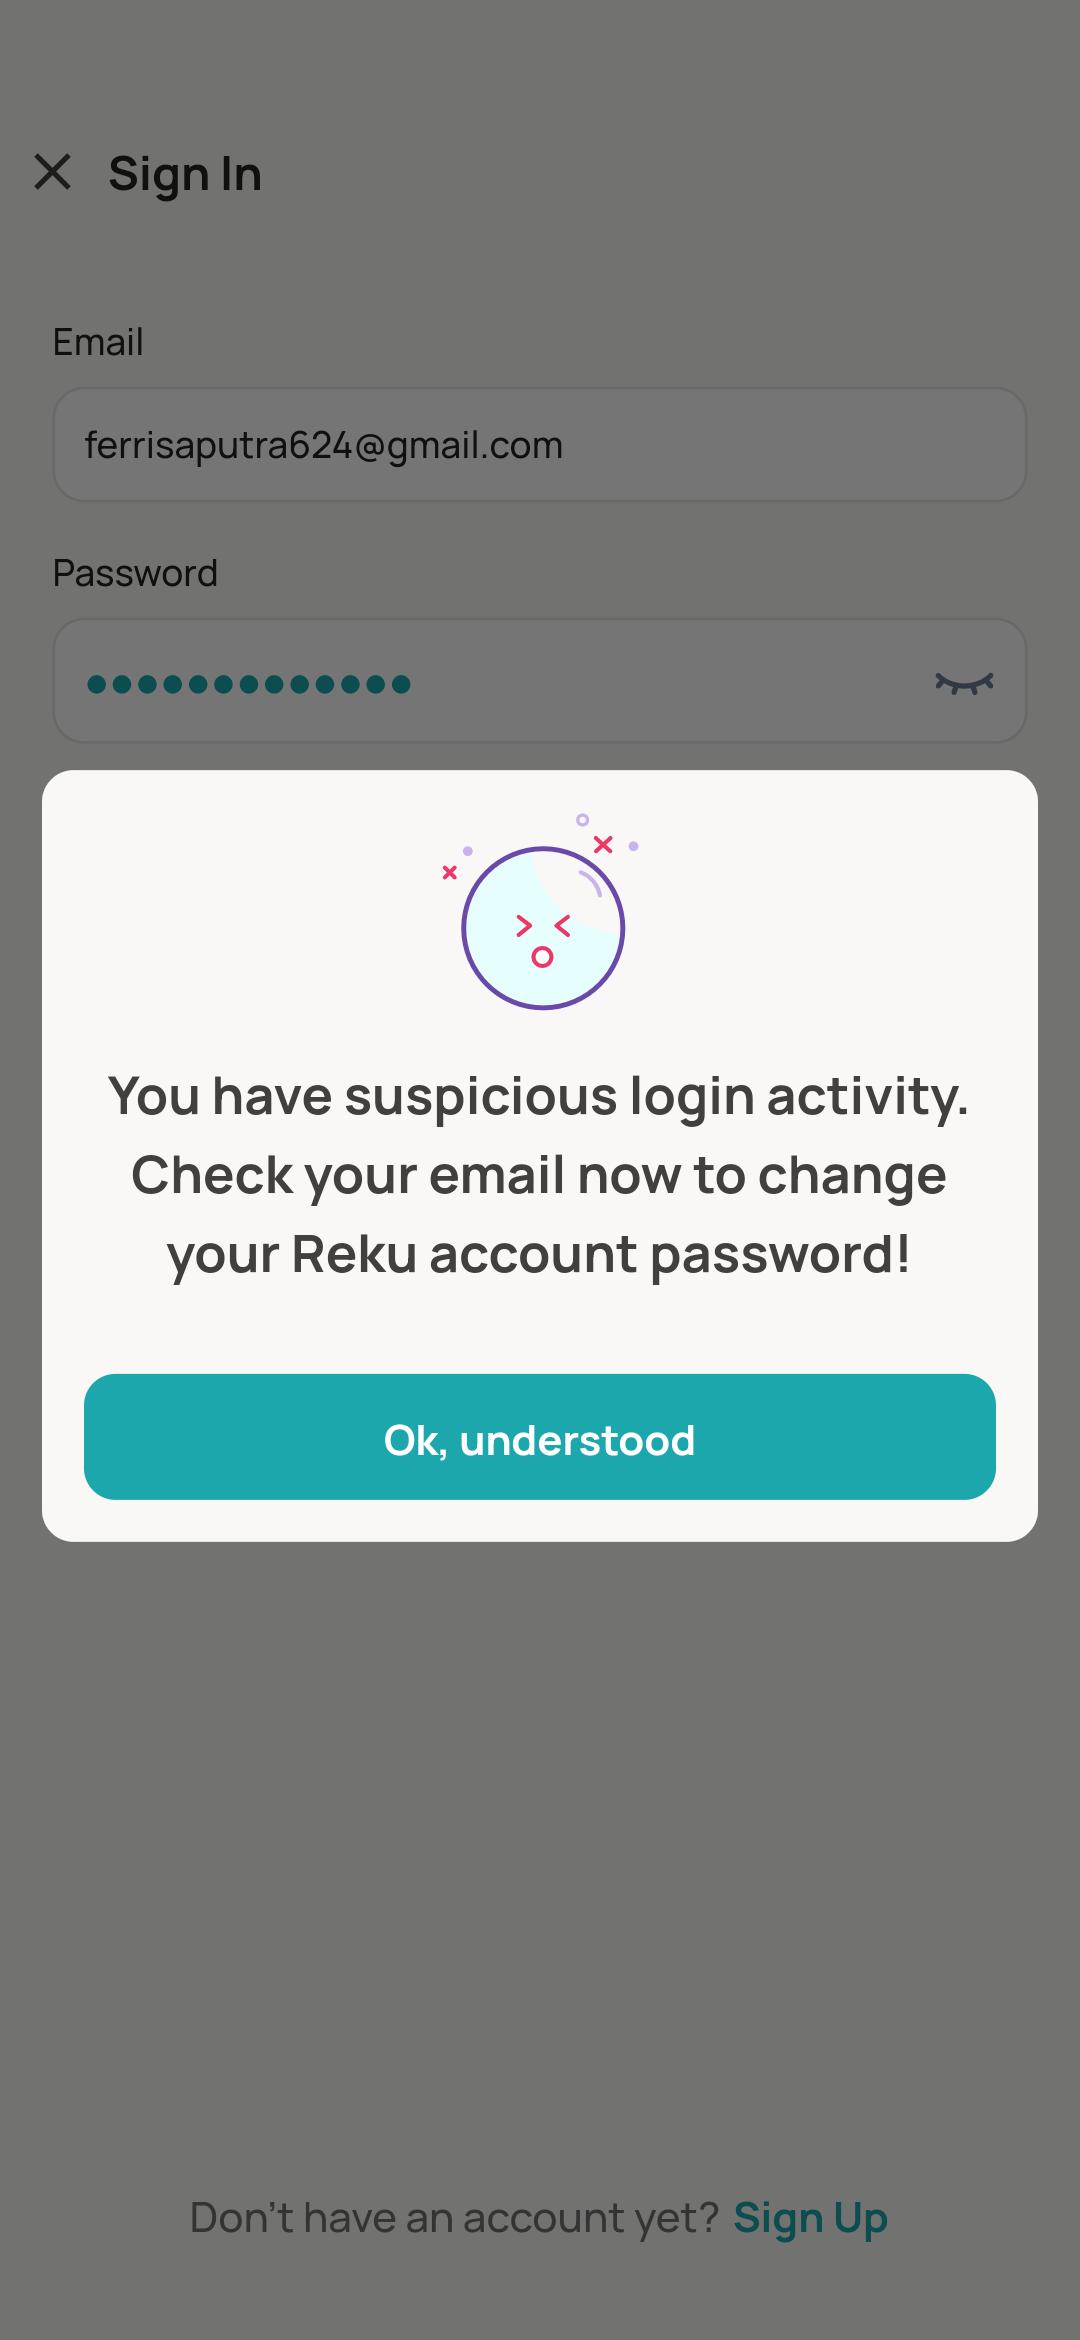 Sign In
Email
ferrisaputra624@gmail.com
Password
You have suspicious login activity.
Check your email now to change
your Reku account password!
Ok, understood
Don't have an account yet? Sign Up